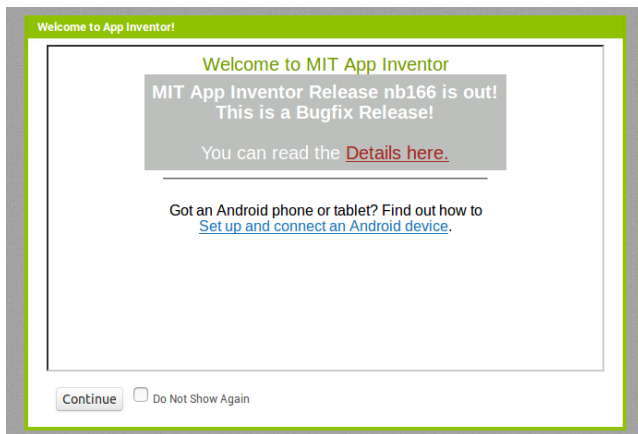 Welcome to App Inventor!
Welcome to MIT App Inventor
MIT App Inventor Release nb166 is out!
This is a Bugfix Release!
You can read the Details here.
Got an Android phone or tablet? Find out how to
Set up and connect an Android device.
Continue
Do Not Show Again